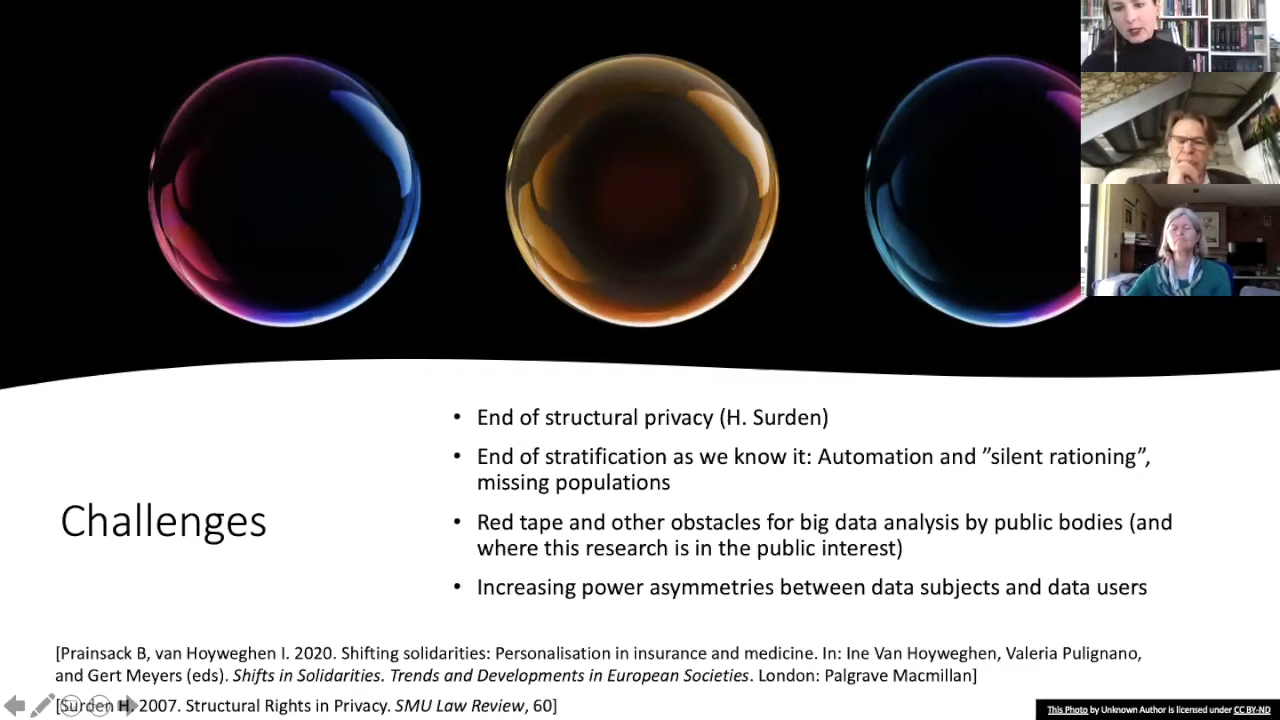 Challenges
• End of structural privacy (H. Surden)
• End of stratification as we know it: Automation and ”silent rationing”,
missing populations
• Red tape and other obstacles for big data analysis by public bodies (and
where this research is in the public interest)
• Increasing power asymmetries between data subjects and data users
[Prainsack B, van Hoyweghen I. 2020. Shifting solidarities: Personalisation in insurance and medicine. In: Ine Van Hoyweghen, Valeria Pulignano,
and Gert Meyers (eds). Shifts in Solidarities. Trends and Developments in European Societies. London: Palgrave Macmillan]
[Surden H. 2007. Structural Rights in Privacy. SMU Law Review, 60]
This Photo by Unknown Author is licensed under CC BY-ND